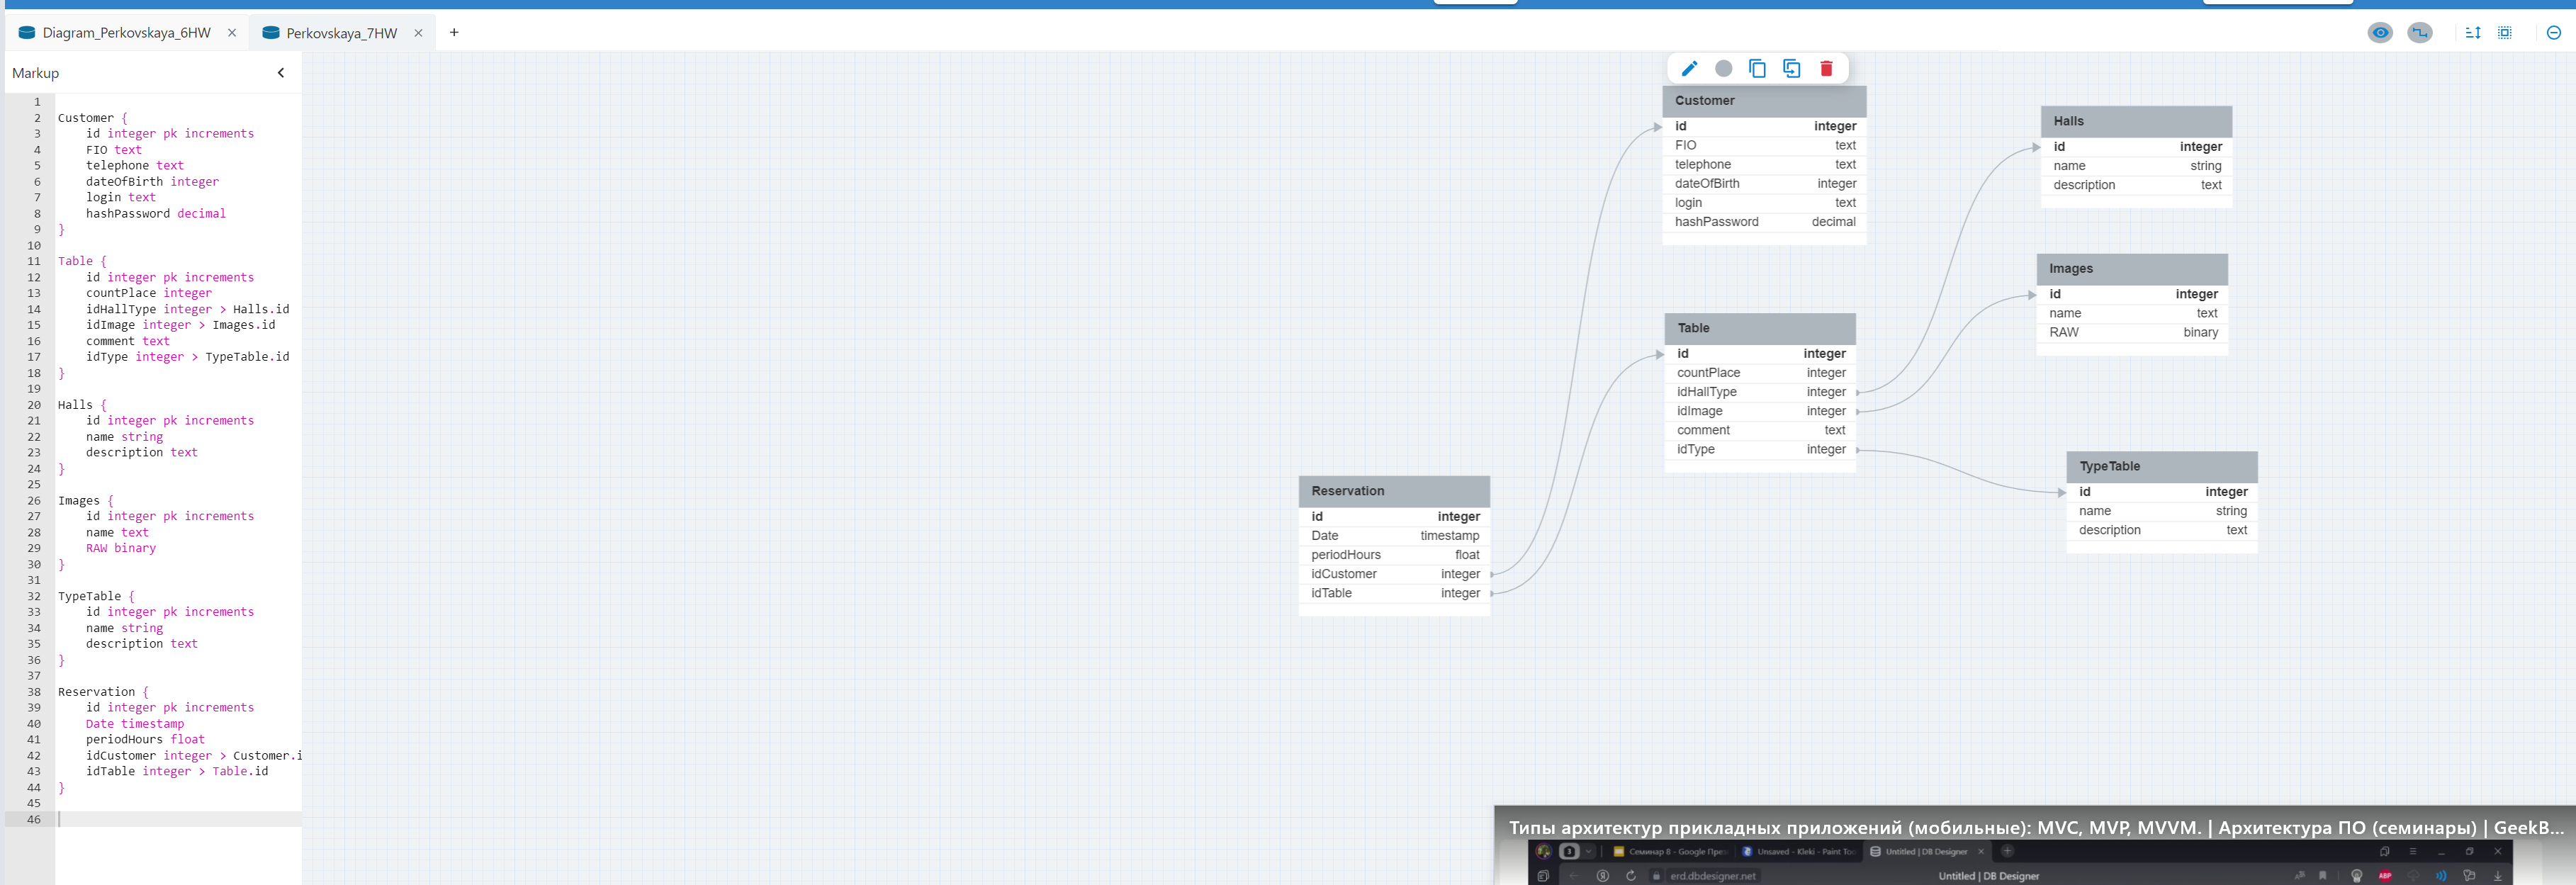 Diagram_Perkovskaya_6HW
Perkovskaya_7HW
Markup
1
2 Customer {
3 id integer pk increments
4 FIO text
5 telephone text
6 dateOfBirth integer
7 login text
8 hashPassword decimal
9 }
10
11 Table {
12 id integer pk increments
13 countPlace integer
14 idHallType integer > Halls.id
15 idImage integer > Images.id
16 comment text
17 idType integer > TypeTable.id
18 }
19
20 Halls {
21 id integer pk increments
22 name string
23 description text
24 }
25
26 Images {
27 id integer pk increments
28 name text
29 RAW binary
30 }
31
32 TypeTable {
33 id integer pk increments
34 name string
35 description text
36 }
37
38 Reservation {
39 id integer pk increments
40 Date timestamp
41 periodHours float
42 idCustomer integer > Customer.i
43 idTable integer > Table.id
44 }
45
46
Customer
id integer
FIO text
telephone text
dateOfBirth integer
login text
hashPassword decimal
Halls
id integer
name string
description text
Images
id integer
name text
RAW binary
Table
id integer
countPlace integer
idHallType integer
idImage integer
comment text
idType integer
TypeTable
id integer
name string
description text
Reservation
id integer
Date timestamp
periodHours float
idCustomer integer
idTable integer
Типы архитектур прикладных приложений (мобильные): MVC, MVP, MVVM. | Архитектура ПО (семинары) | GeekB...
3 Семинар 8 - Google Пре Unsaved - Kleki - Paint Too Untitled | DB Designer
erd.dbdesigner.net Untitled | DB Designer ABP